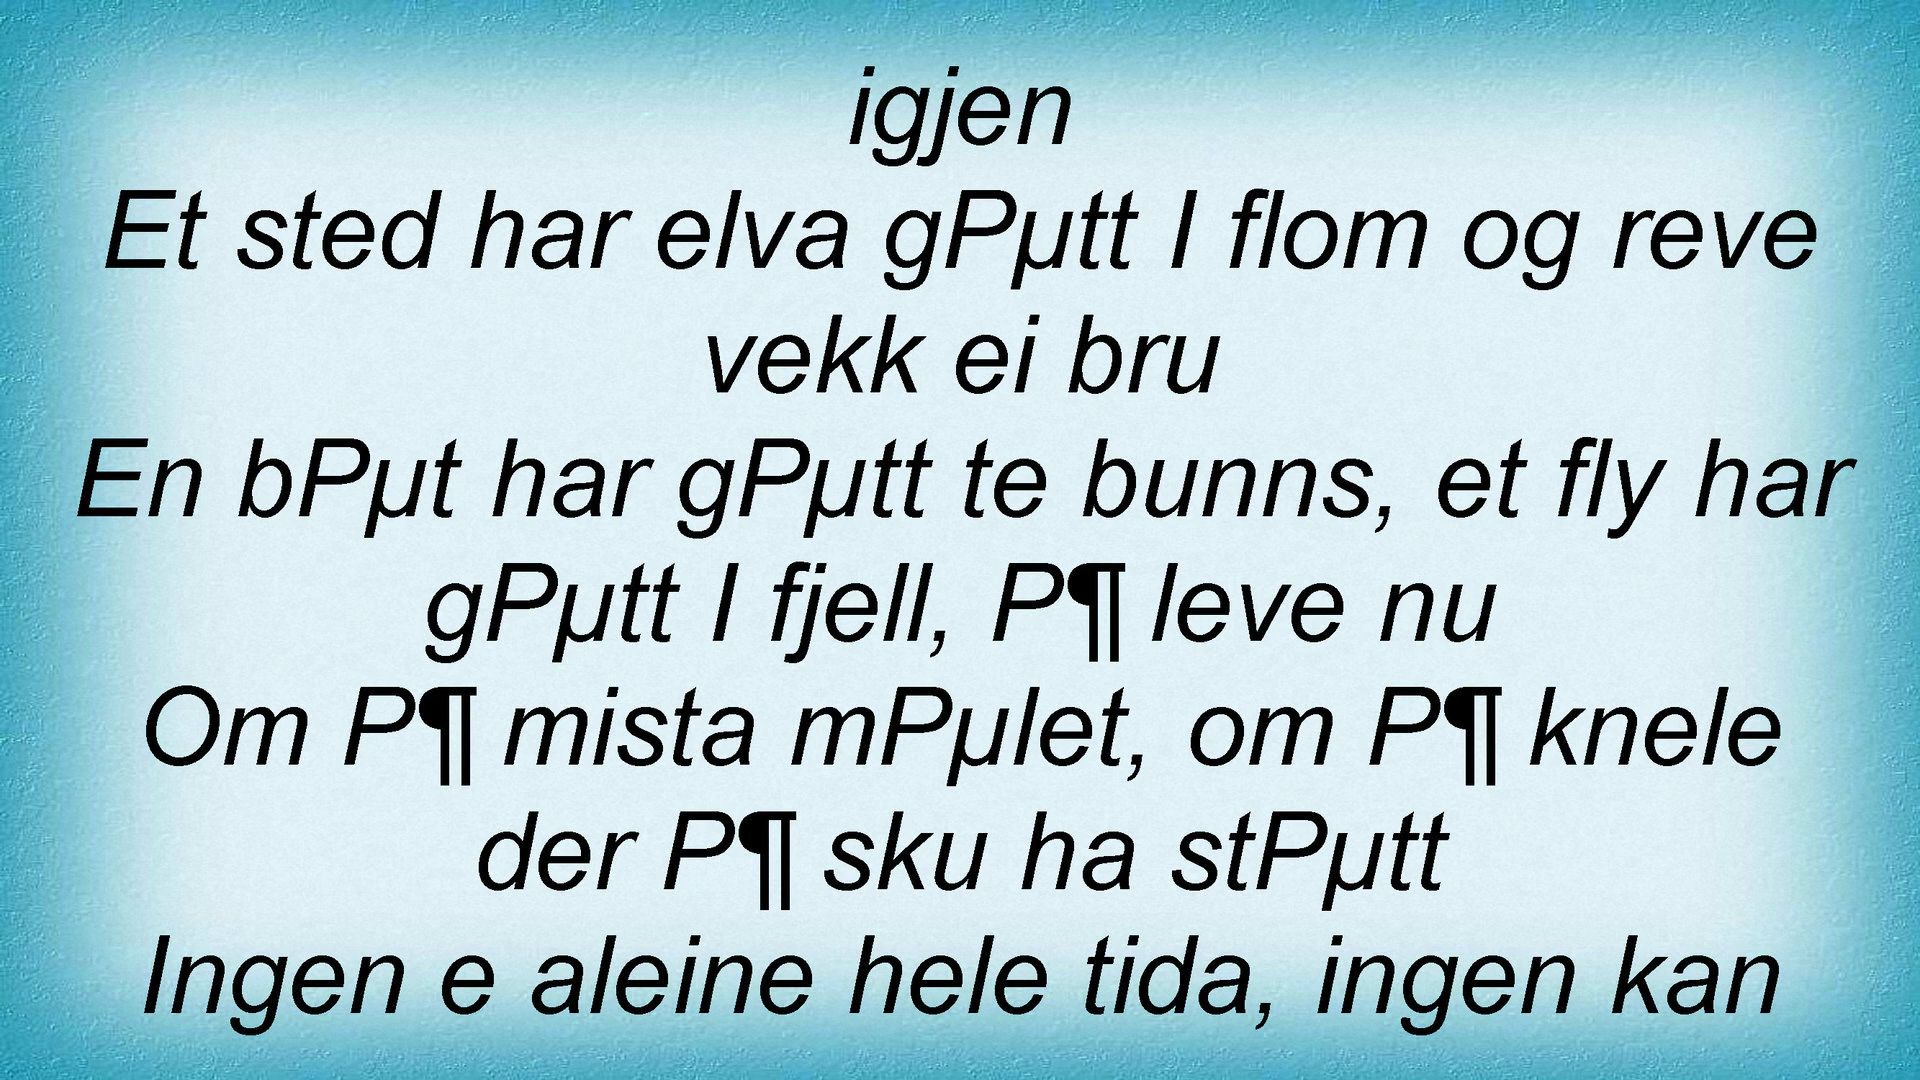 igjen
Et sted har elva gPµtt I flom og reve
vekk ei bru
En bPµt har gPµtt te bunns, et fly har
gPµtt I fjell, P¶ leve nu
Om P¶ mista mPµlet, om P¶ knele
der P¶ sku ha stPµtt
Ingen e aleine hele tida, ingen kan